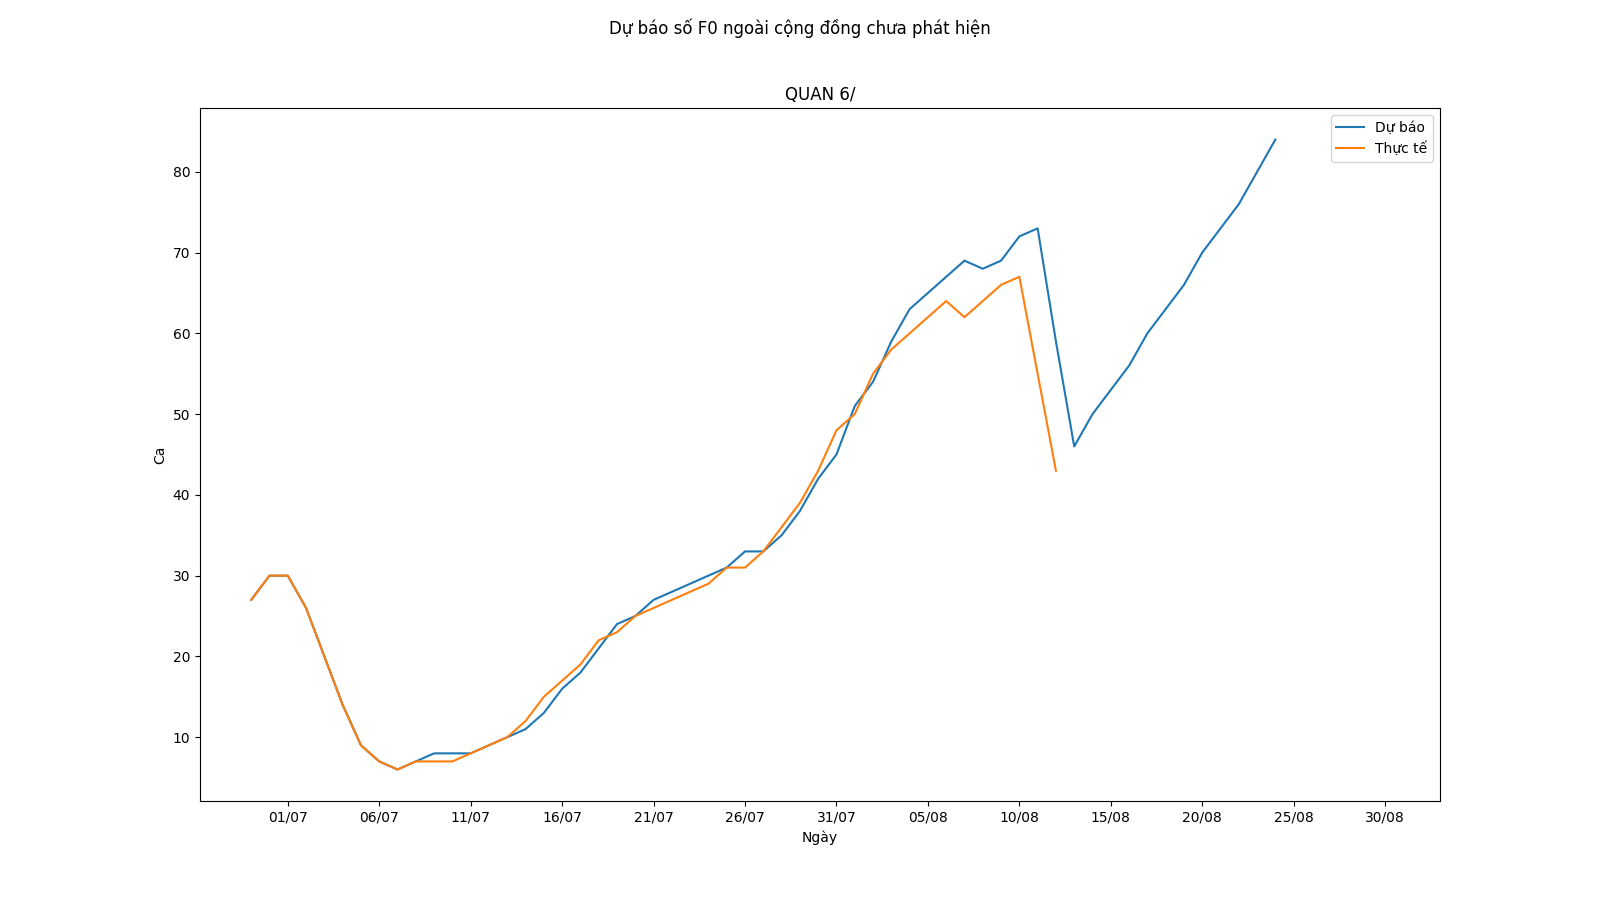 Dự báo số F0 ngoài cộng đồng chưa phát hiện
QUAN 6/
Dự báo
Thực tế
80
70
60
50
40
30
20
10
Ca
01/07 06/07 11/07 16/07 21/07 26/07 31/07 05/08 10/08 15/08 20/08 25/08 30/08
Ngày